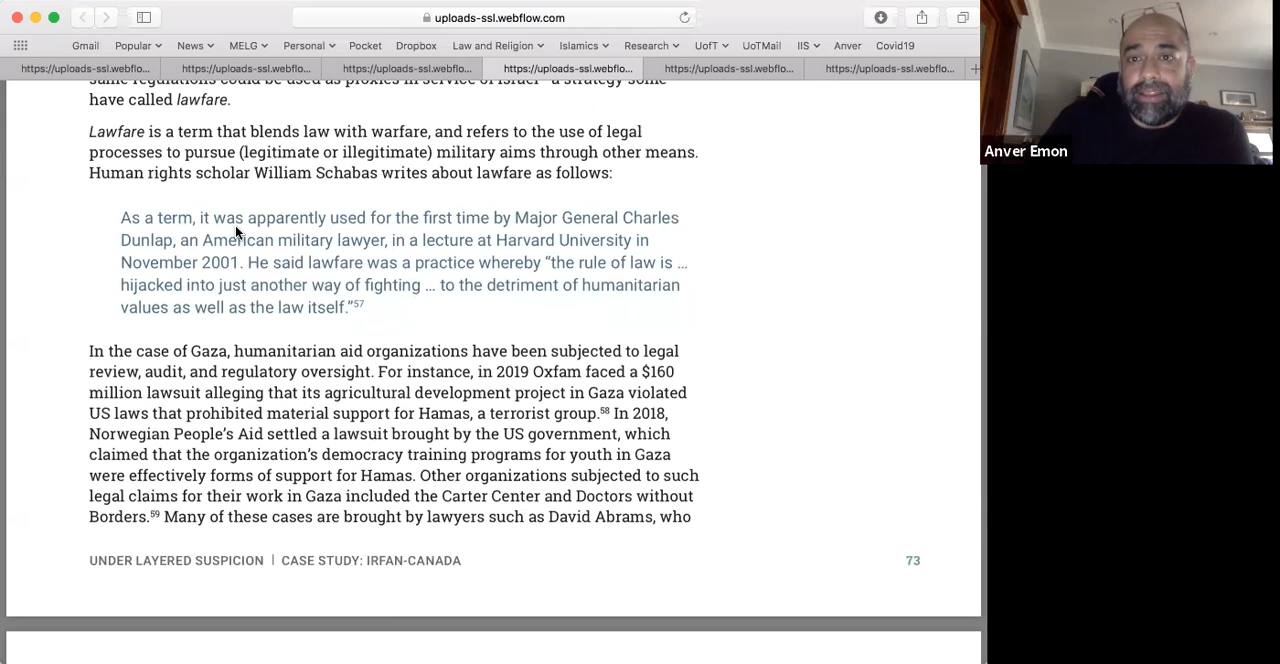 uploads-ssl.webflow.com
Gmail Popular News MELG Personal Pocket Dropbox Law and Religion Islamics Research UofT UoTMail IIS Anver Covid19
https://uploads-ssl.webflo... https://uploads-ssl.webflo... https://uploads-ssl.webflo... https://uploads-ssl.webflo... https://uploads-ssl.webflo... https://uploads-ssl.webflo...
same regulations could be used as proxies in service of Israel—a strategy some
have called lawfare.
Lawfare is a term that blends law with warfare, and refers to the use of legal
processes to pursue (legitimate or illegitimate) military aims through other means.
Human rights scholar William Schabas writes about lawfare as follows:
As a term, it was apparently used for the first time by Major General Charles
Dunlap, an American military lawyer, in a lecture at Harvard University in
November 2001. He said lawfare was a practice whereby “the rule of law is …
hijacked into just another way of fighting … to the detriment of humanitarian
values as well as the law itself.”57
In the case of Gaza, humanitarian aid organizations have been subjected to legal
review, audit, and regulatory oversight. For instance, in 2019 Oxfam faced a $160
million lawsuit alleging that its agricultural development project in Gaza violated
US laws that prohibited material support for Hamas, a terrorist group.58 In 2018,
Norwegian People’s Aid settled a lawsuit brought by the US government, which
claimed that the organization’s democracy training programs for youth in Gaza
were effectively forms of support for Hamas. Other organizations subjected to such
legal claims for their work in Gaza included the Carter Center and Doctors without
Borders.59 Many of these cases are brought by lawyers such as David Abrams, who
UNDER LAYERED SUSPICION | CASE STUDY: IRFAN-CANADA 73
Anver Emon